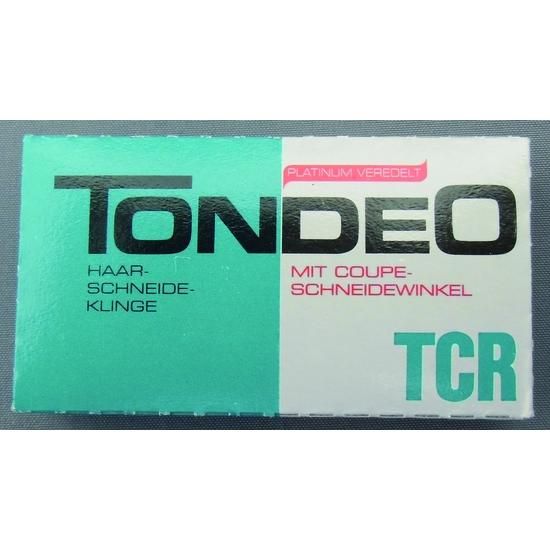 PLATINUM VEREDELT
TONDEO
HAAR-
SCHNEIDE-
KLINGE
MIT COUPE-
SCHNEIDEWINKEL
TCR